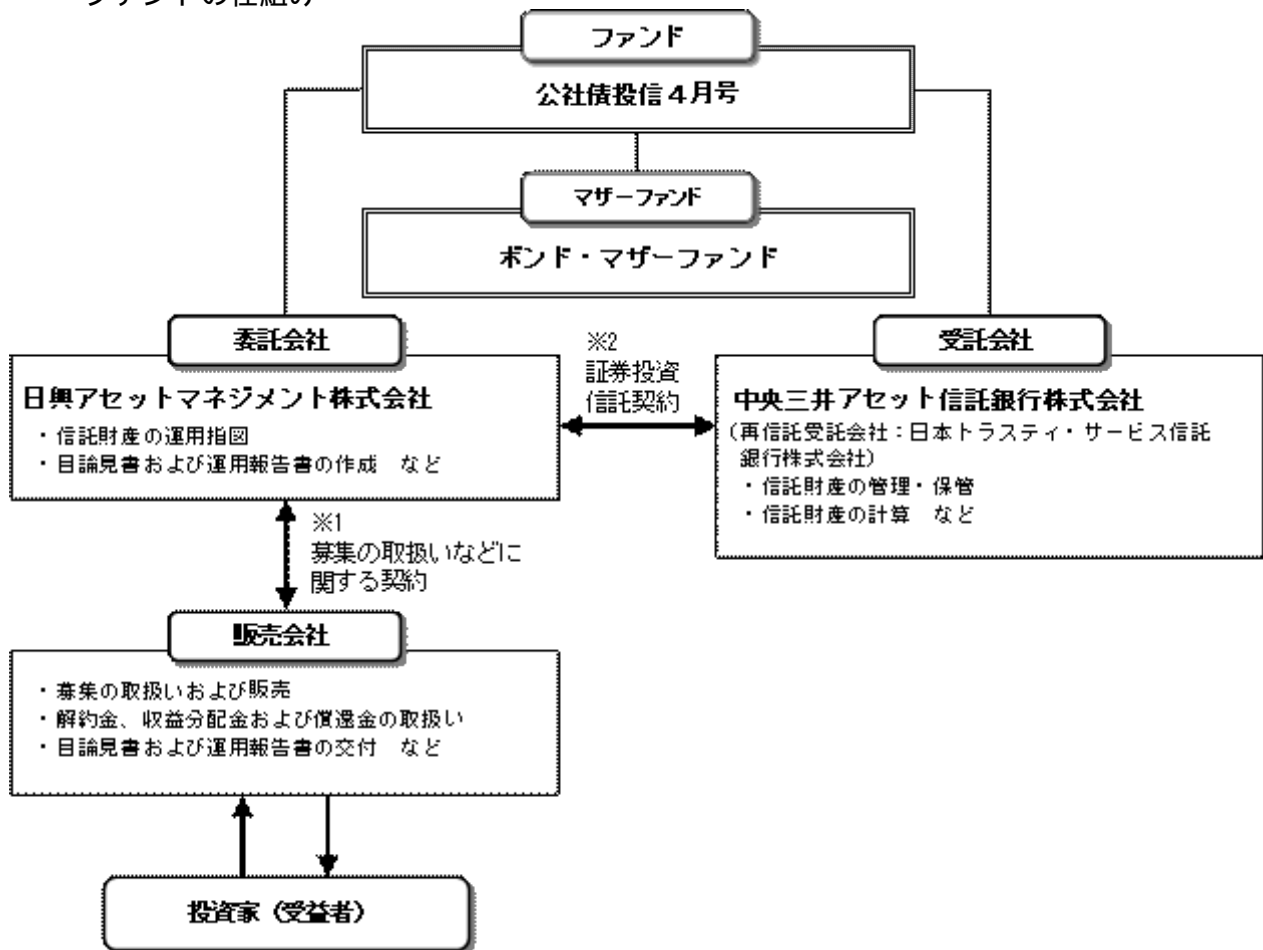 ファンドの仕組み
ファンド
公社債投信４月号
マザーファンド
ボンド・マザーファンド
委託会社
日興アセットマネジメント株式会社
・信託財産の運用指図
・目論見書および運用報告書の作成　など
※2
証券投資
信託契約
受託会社
中央三井アセット信託銀行株式会社
（再信託受託会社：日本トラスティ・サービス信託
銀行株式会社）
・信託財産の管理・保管
・信託財産の計算　など
※1
募集の取扱いなどに
関する契約
販売会社
・募集の取扱いおよび販売
・解約金、収益分配金および償還金の取扱い
・目論見書および運用報告書の交付　など
投資家（受益者）